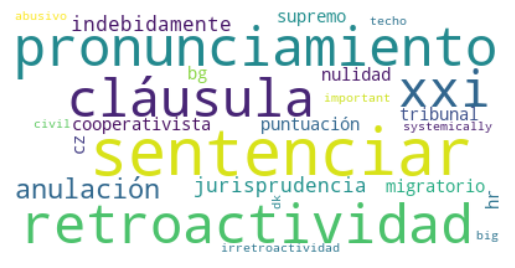 abusivo
indebidamente
supremo
techo
pronunciamiento
bg
nulidad
xxi
cláusula
important
tribunal
civil
cooperativista
puntuación
systemically
cz
sentenciar
anulación
jurisprudencia
migratorio
hr
dk
retroactividad
big
irretroactividad